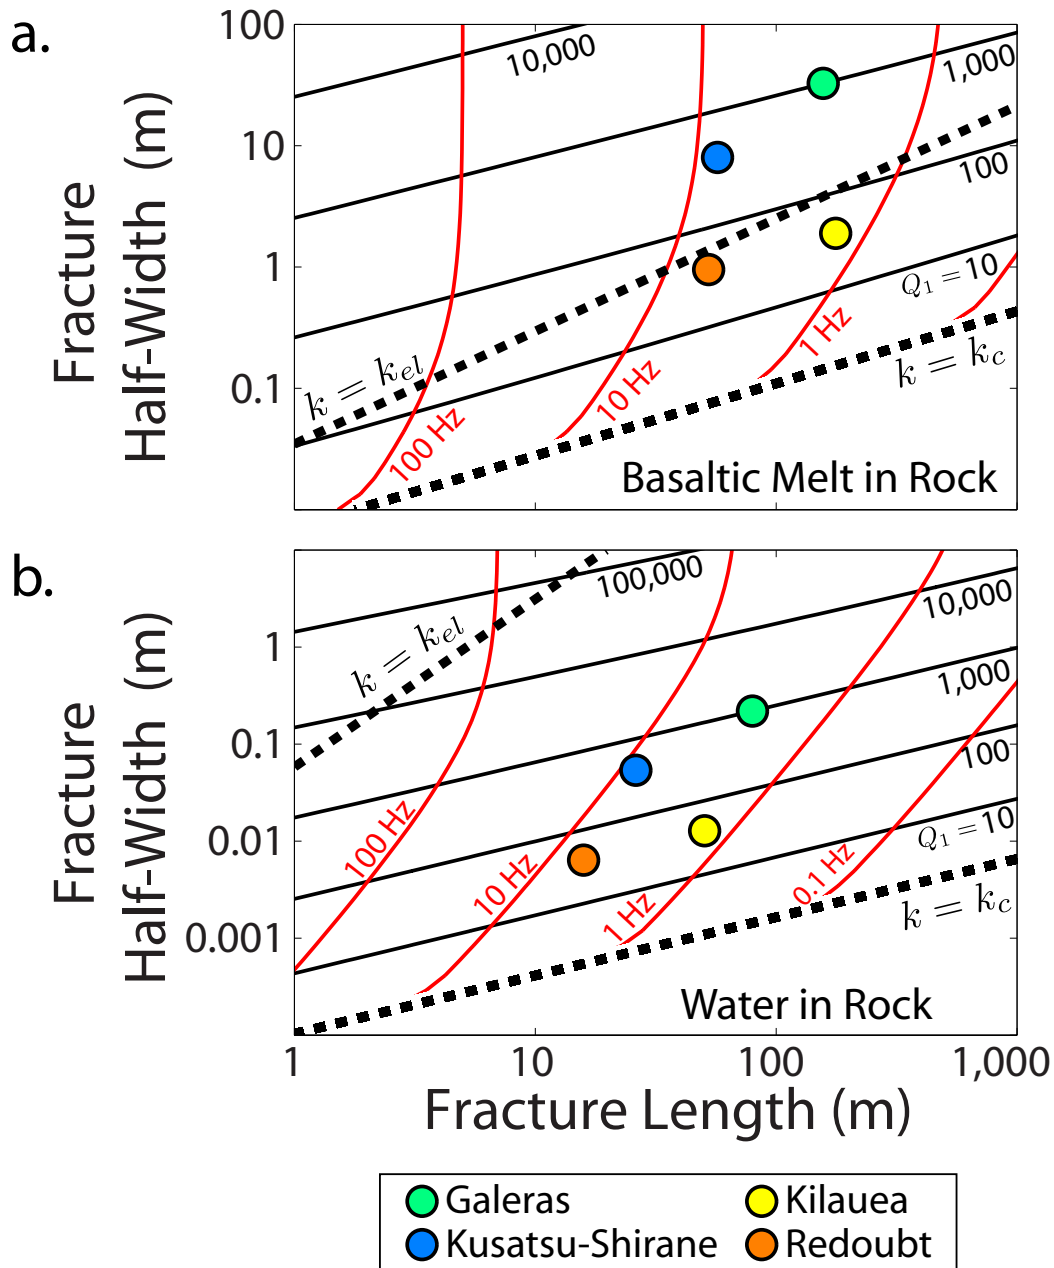 a.
Fracture
Half-Width (m)
100
10
1
0.1
10,000
1,000
100
Q₁ = 10
k = k_el
k = k_c
100 Hz
10 Hz
1 Hz
Basaltic Melt in Rock
b.
Fracture
Half-Width (m)
1
0.1
0.01
0.001
100,000
10,000
1,000
100
Q₁ = 10
k = k_el
k = k_c
100 Hz
10 Hz
1 Hz
0.1 Hz
Water in Rock
1 10 100 1,000
Fracture Length (m)
Galeras Kilauea
Kusatsu-Shirane Redoubt